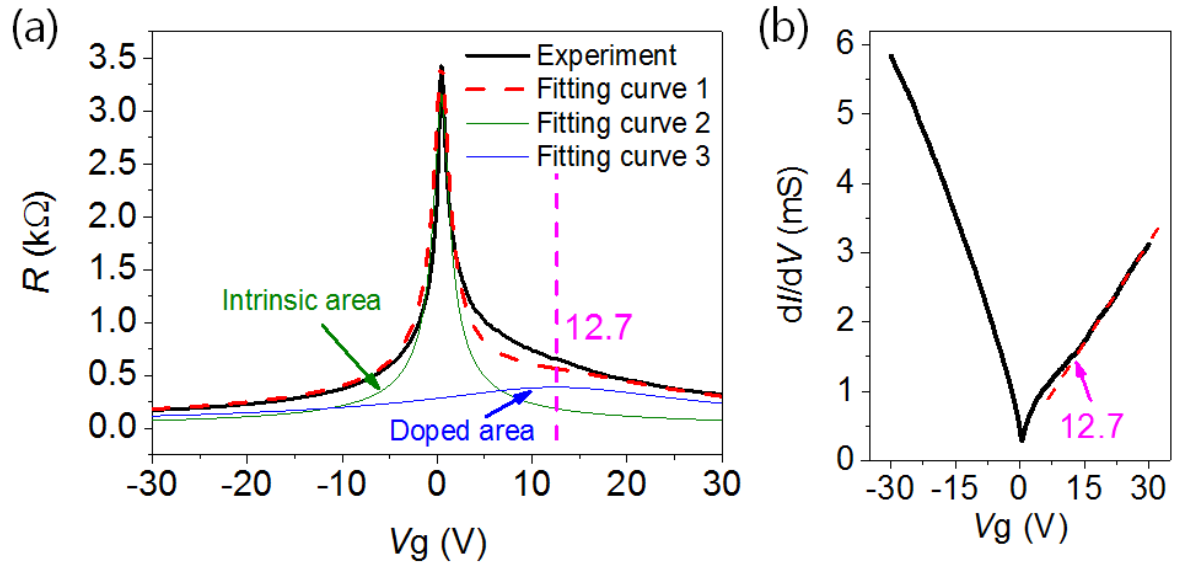 (a)
3.5
3.0
2.5
2.0
1.5
1.0
0.5
0.0
R (kΩ)
Experiment
Fitting curve 1
Fitting curve 2
Fitting curve 3
Intrinsic area
12.7
Doped area
-30 -20 -10 0 10 20 30
Vg (V)
(b)
6
5
4
3
2
1
0
dI/dV (mS)
12.7
-30 -15 0 15 30
Vg (V)